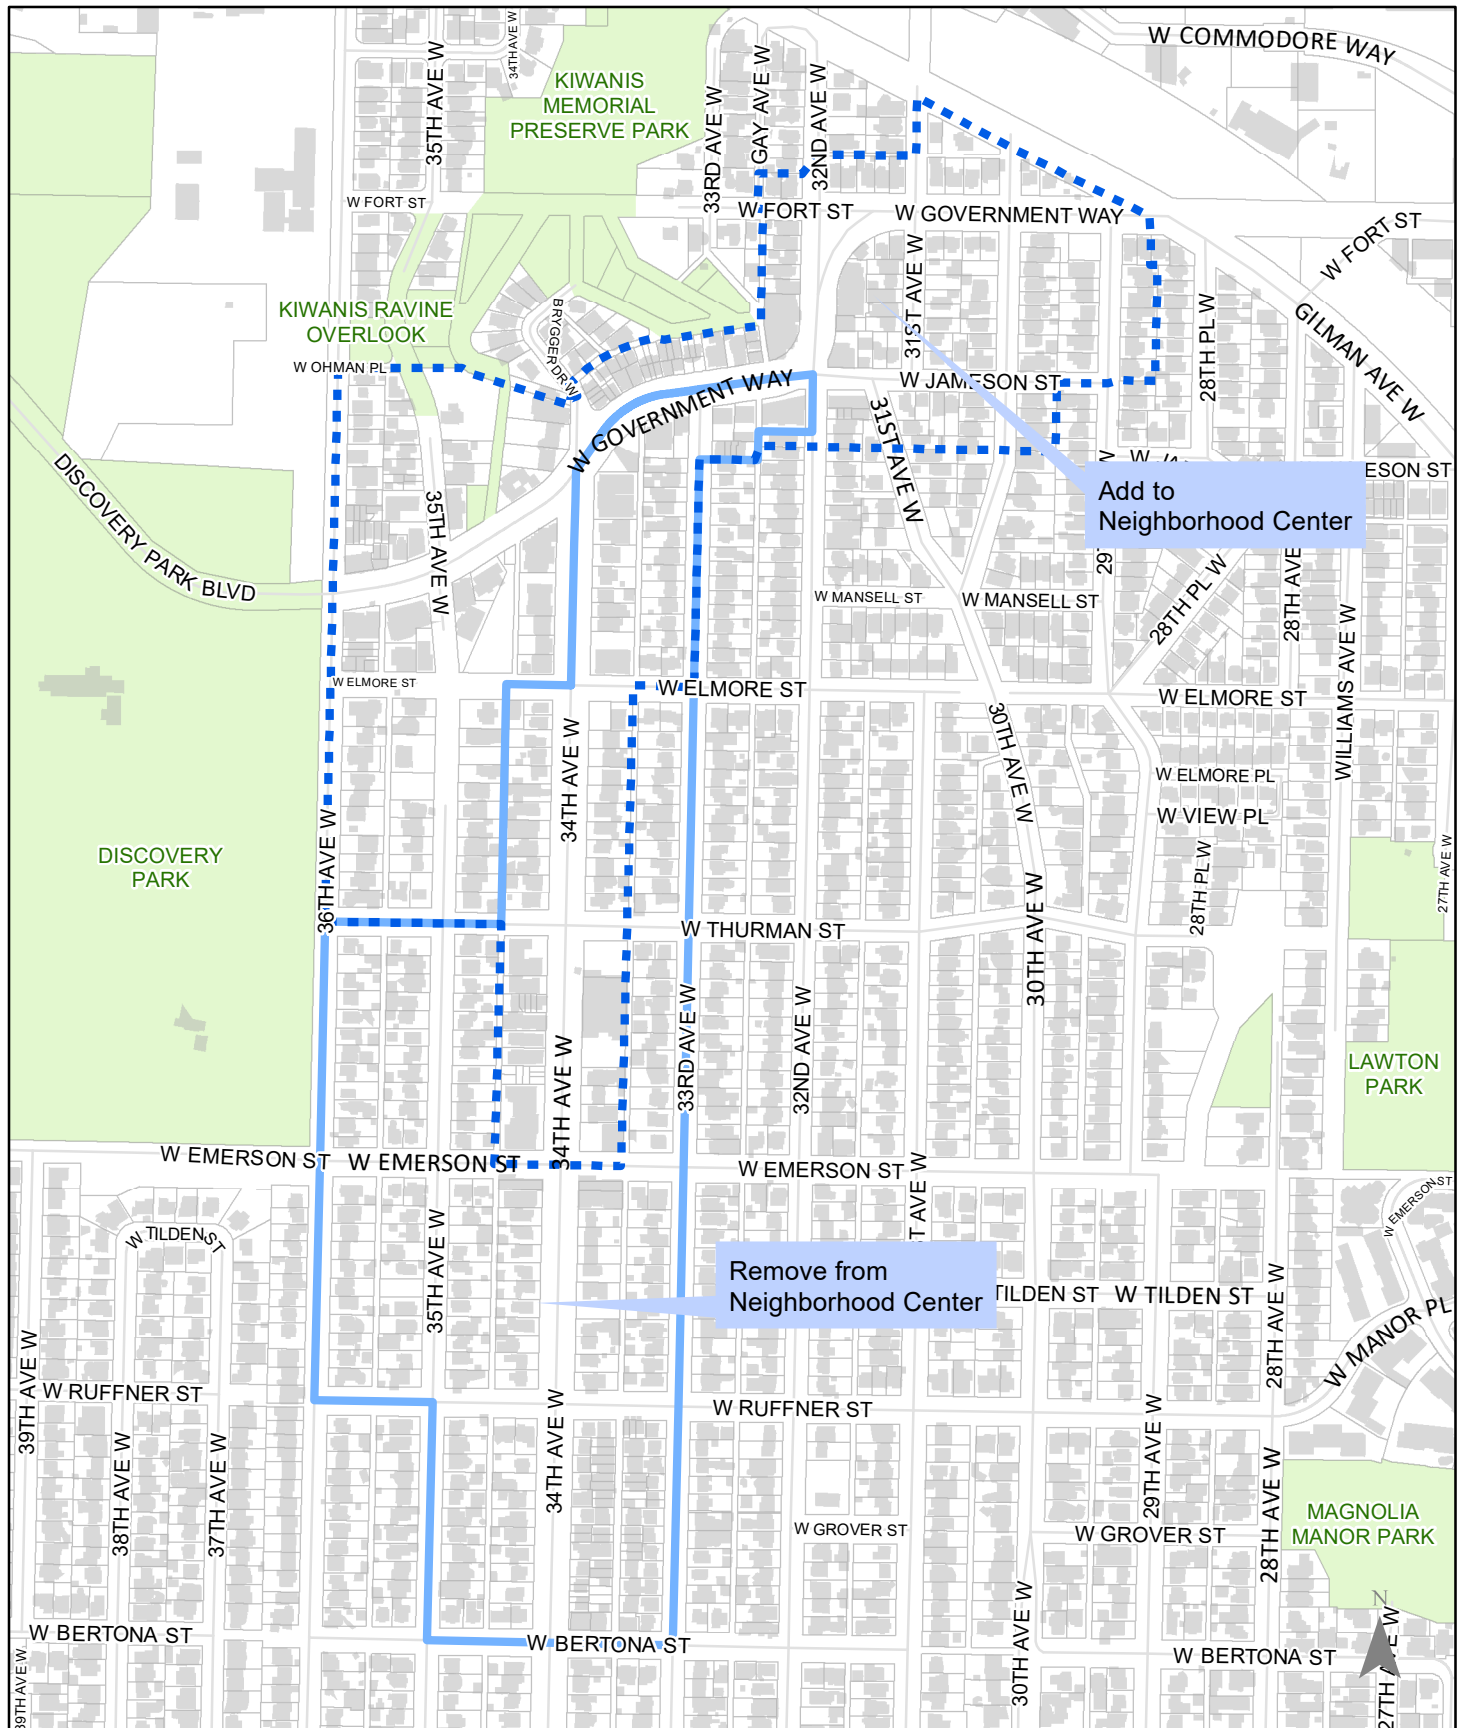 W COMMODORE WAY
34TH AVE W
35TH AVE W
KIWANIS
MEMORIAL
PRESERVE PARK
33RD AVE W
GAY AVE W
32ND AVE W
W FORT ST
W FORT ST
W GOVERNMENT WAY
W FORT ST
31ST AVE W
KIWANIS RAVINE
OVERLOOK
BRYGGER DR W
28TH PL W
GILMAN AVE W
W OHMAN PL
W JAMESON ST
W GOVERNMENT WAY
31ST AVE W
DISCOVERY PARK BLVD
35TH AVE W
ESON ST
Add to
Neighborhood Center
28TH PL W
28TH AVE
W MANSELL ST
W MANSELL ST
WILLIAMS AVE W
W ELMORE ST
W ELMORE ST
W ELMORE ST
34TH AVE W
30TH AVE W
W ELMORE PL
W VIEW PL
36TH AVE W
DISCOVERY
PARK
28TH PL W
27TH AVE W
W THURMAN ST
30TH AVE W
33RD AVE W
32ND AVE W
34TH AVE W
LAWTON
PARK
W EMERSON ST
W EMERSON ST
W EMERSON ST
ST AVE W
W EMERSON ST
W TILDEN ST
35TH AVE W
Remove from
Neighborhood Center
TILDEN ST
W TILDEN ST
28TH AVE W
W MANOR PL
39TH AVE W
W RUFFNER ST
W RUFFNER ST
34TH AVE W
38TH AVE W
37TH AVE W
29TH AVE W
28TH AVE W
MAGNOLIA
MANOR PARK
W GROVER ST
W GROVER ST
30TH AVE W
N
W BERTONA ST
W BERTONA ST
W BERTONA ST
39TH AVE W
27TH AVE W